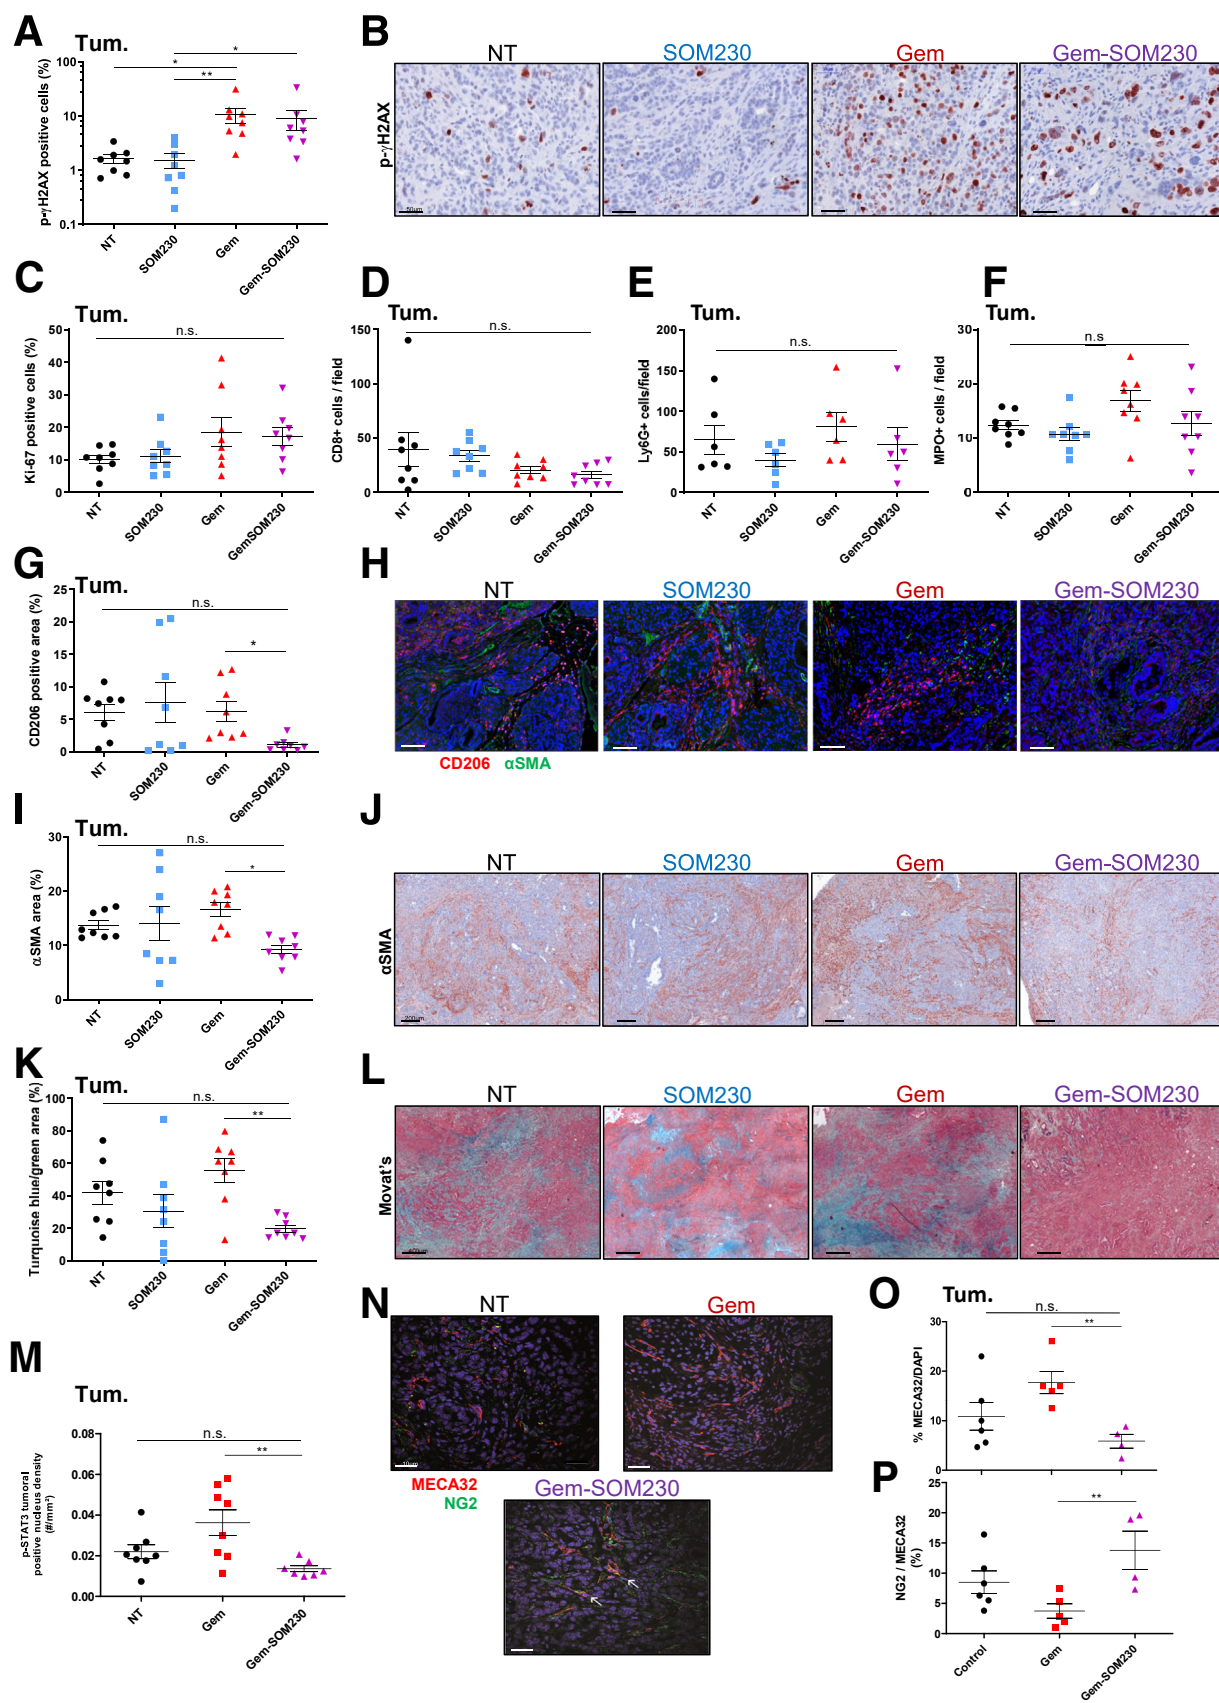 A
Tum.
p-γH2AX positive cells (%)
100
10
1
0.1
*
*
**
NT
SOM230
Gem
Gem-SOM230
B
NT
SOM230
Gem
Gem-SOM230
p-γH2AX
50µm
C
Tum.
Ki-67 positive cells (%)
50
40
30
20
10
0
n.s.
NT
SOM230
Gem
GemSOM230
D
Tum.
CD8+ cells / field
150
100
50
0
n.s.
NT
SOM230
Gem
Gem-SOM230
E
Tum.
Ly6G+ cells/field
200
150
100
50
0
n.s.
NT
SOM230
Gem
Gem-SOM230
F
Tum.
MPO+ cells / field
30
20
10
0
n.s
NT
SOM230
Gem
Gem-SOM230
G
Tum.
CD206 positive area (%)
25
20
15
10
5
0
n.s.
*
NT
SOM230
Gem
Gem-SOM230
H
NT
SOM230
Gem
Gem-SOM230
CD206 αSMA
I
Tum.
αSMA area (%)
30
20
10
0
n.s.
*
NT
SOM230
Gem
Gem-SOM230
J
NT
SOM230
Gem
Gem-SOM230
αSMA
200µm
K
Tum.
Turquoise blue/green area (%)
100
80
60
40
20
0
n.s.
**
NT
SOM230
Gem
Gem-SOM230
L
NT
SOM230
Gem
Gem-SOM230
Movat's
M
Tum.
p-STAT3 tumoral
positive nucleus density
(#/mm²)
0.08
0.06
0.04
0.02
0.00
n.s.
**
NT
Gem
Gem-SOM230
N
NT
Gem
MECA32
NG2
Gem-SOM230
O
Tum.
% MECA32/DAPI
30
20
10
0
n.s.
**
P
NG2 / MECA32
(%)
25
20
15
10
5
0
**
Control
Gem
Gem-SOM230